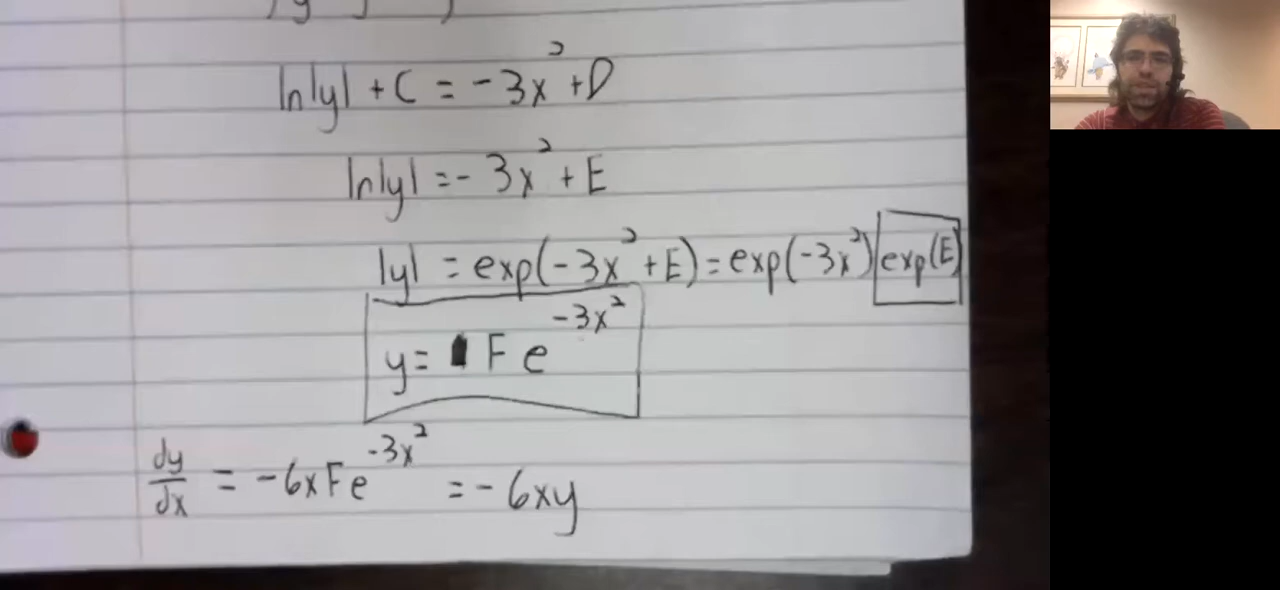 ln|y| + C = -3x² + D
ln|y| = -3x² + E
|y| = exp(-3x² + E) = exp(-3x²) exp(E)
y = F e^{-3x²}
dy/dx = -6xFe^{-3x²} = -6xy